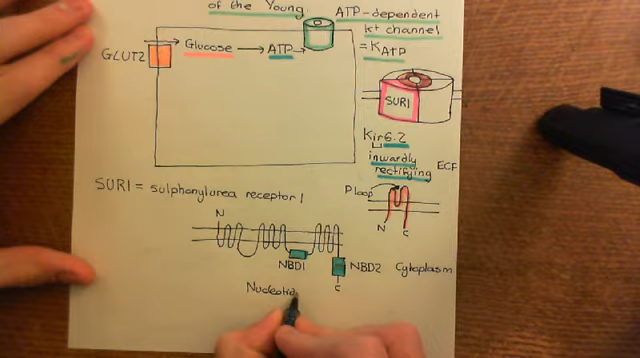 of the Young
ATP-dependent
K+ channel
= KATP
GLUT2
Glucose → ATP →
SUR1
Kir6.2
inwardly
rectifying
ECF
P loop
N
C
SUR1 = sulphonylurea receptor 1
N
NBD1
NBD2
Cytoplasm
C
Nucleotide